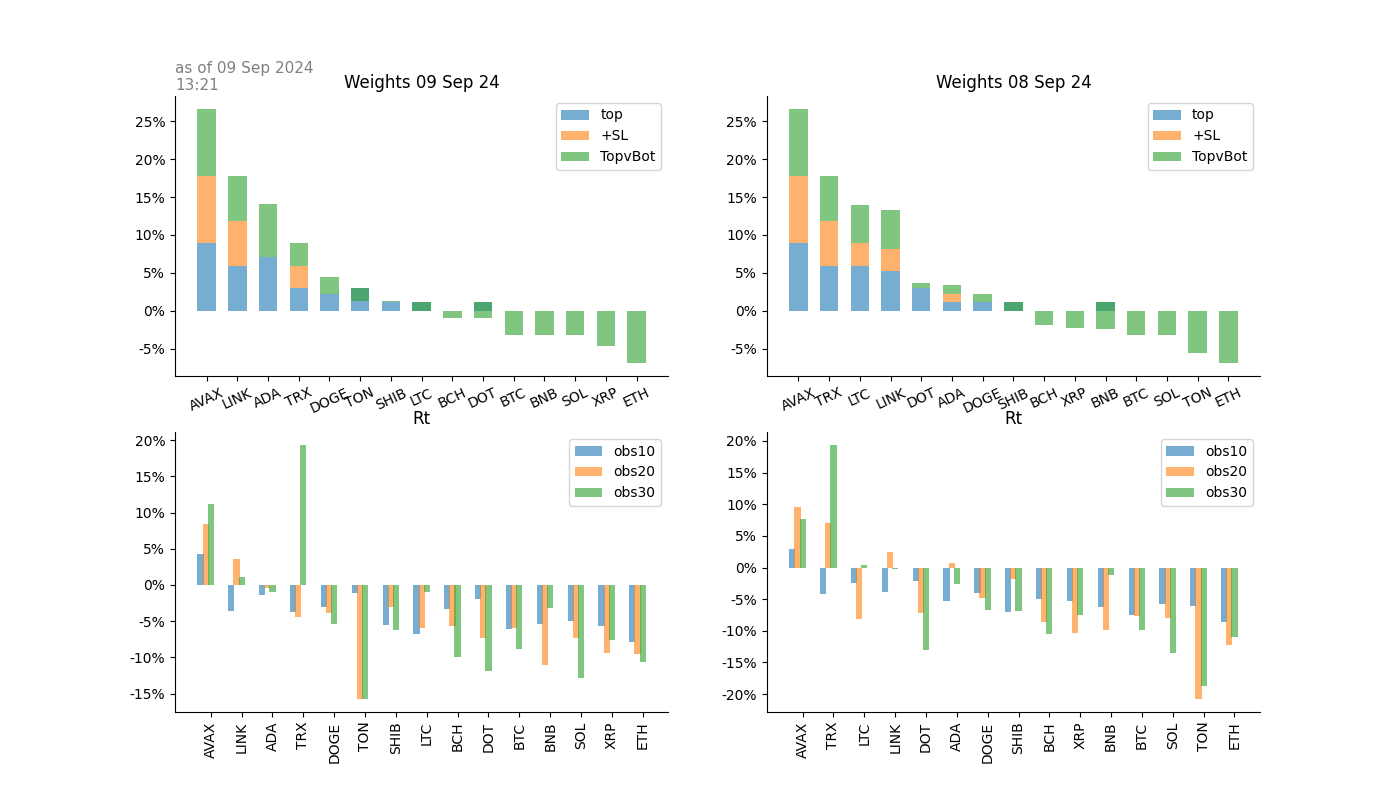 as of 09 Sep 2024
13:21
Weights 09 Sep 24
25%
20%
15%
10%
5%
0%
-5%
top
+SL
TopvBot
AVAX LINK ADA TRX DOGE TON SHIB LTC BCH DOT BTC BNB SOL XRP ETH
Weights 08 Sep 24
25%
20%
15%
10%
5%
0%
-5%
top
+SL
TopvBot
AVAX TRX LTC LINK DOT ADA DOGE SHIB BCH XRP BNB BTC SOL TON ETH
Rt
20%
15%
10%
5%
0%
-5%
-10%
-15%
obs10
obs20
obs30
AVAX LINK ADA TRX DOGE TON SHIB LTC BCH DOT BTC BNB SOL XRP ETH
Rt
20%
15%
10%
5%
0%
-5%
-10%
-15%
-20%
obs10
obs20
obs30
AVAX TRX LTC LINK DOT ADA DOGE SHIB BCH XRP BNB BTC SOL TON ETH